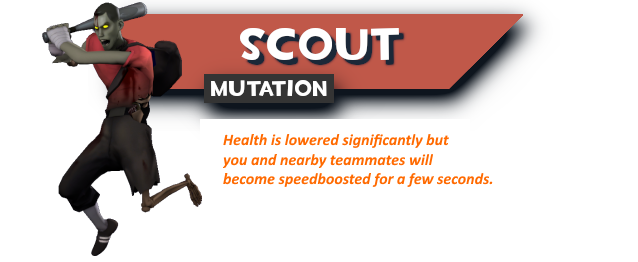 SCOUT
MUTATION
Health is lowered significantly but
you and nearby teammates will
become speedboosted for a few seconds.